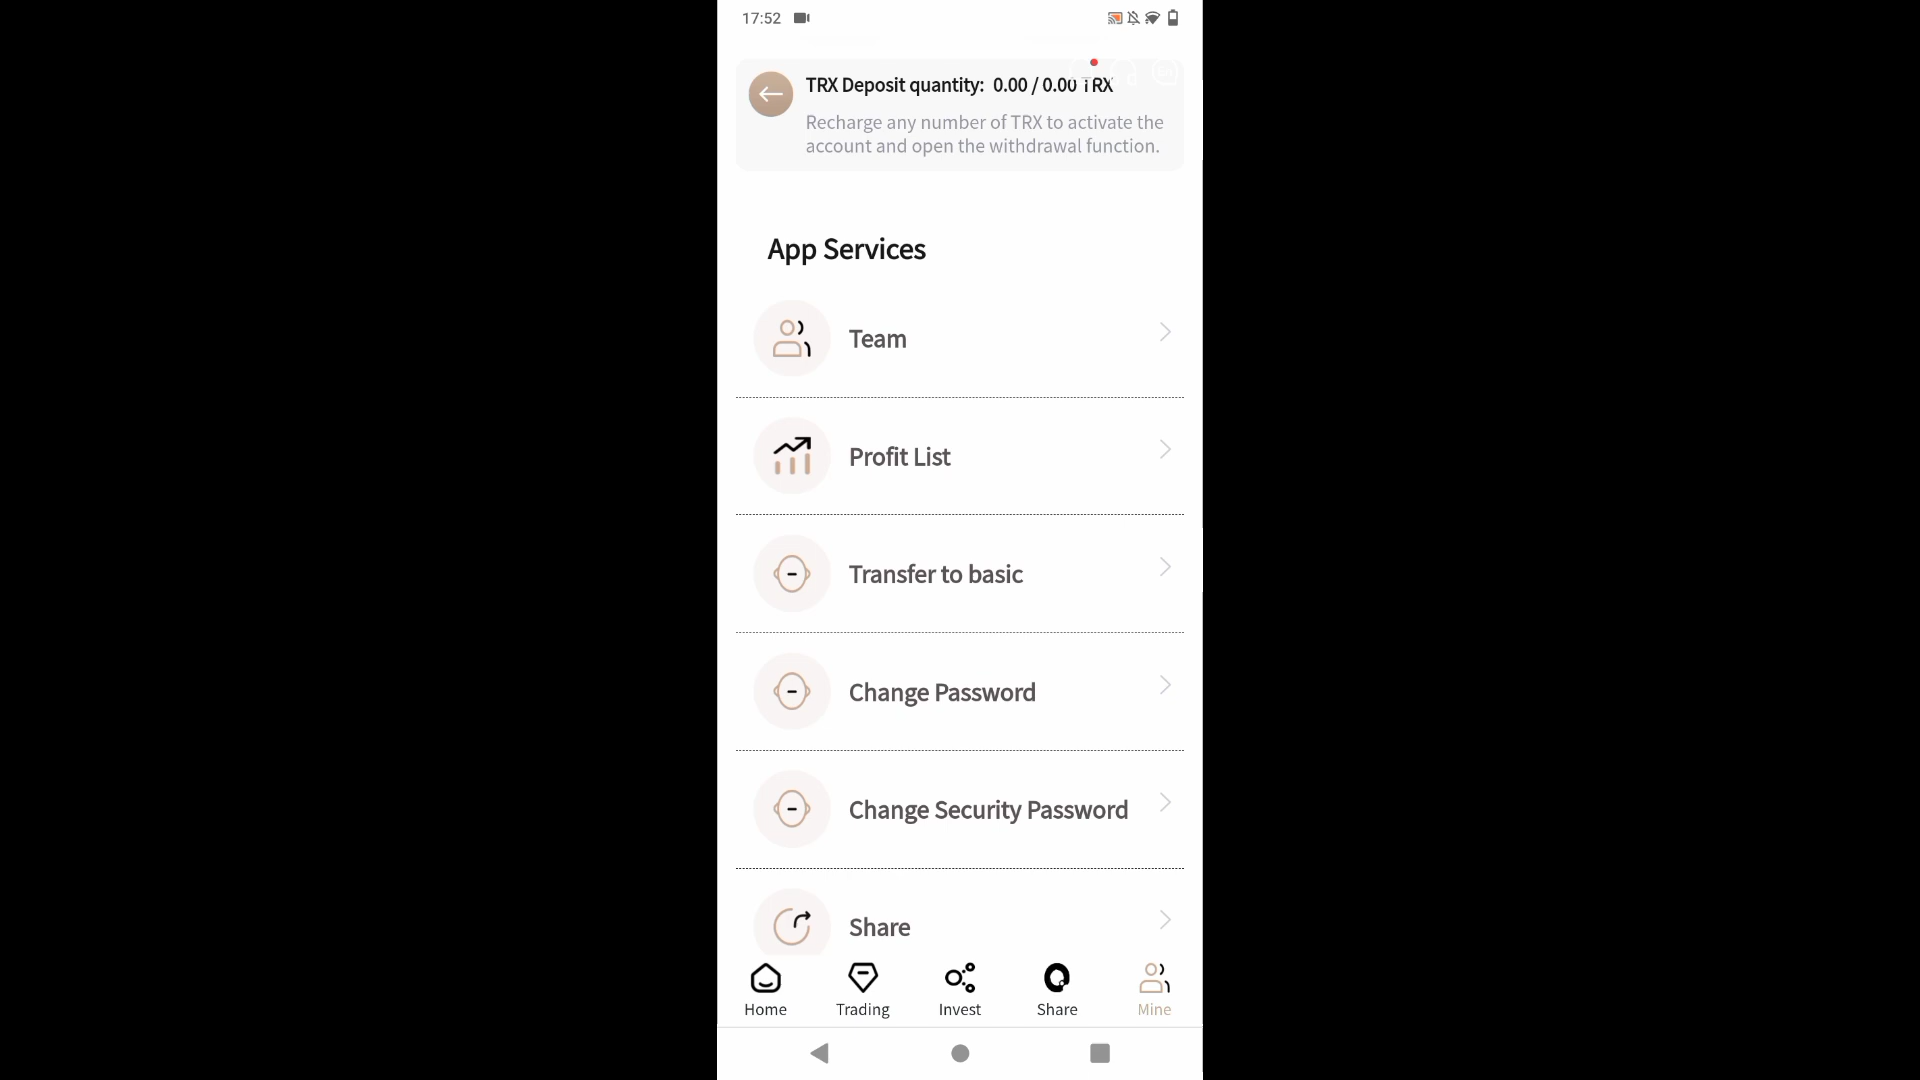 17:52
TRX Deposit quantity: 0.00 / 0.00 TRX
Recharge any number of TRX to activate the
account and open the withdrawal function.
App Services
Team
Profit List
Transfer to basic
Change Password
Change Security Password
Share
Home
Trading
Invest
Share
Mine